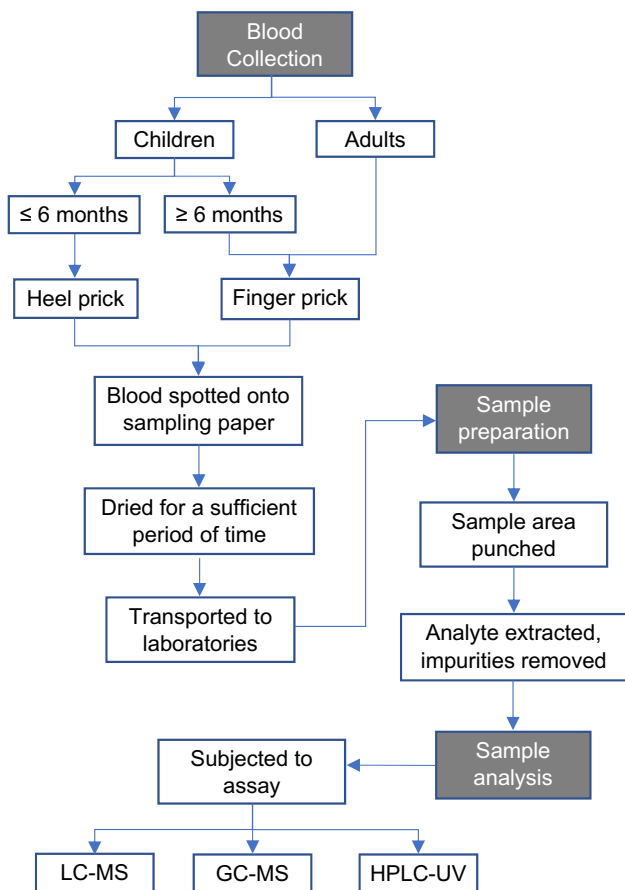 Blood
Collection
Children
Adults
≤ 6 months
≥ 6 months
Heel prick
Finger prick
Blood spotted onto
sampling paper
Dried for a sufficient
period of time
Transported to
laboratories
Sample
preparation
Sample area
punched
Analyte extracted,
impurities removed
Sample
analysis
Subjected to
assay
LC-MS
GC-MS
HPLC-UV